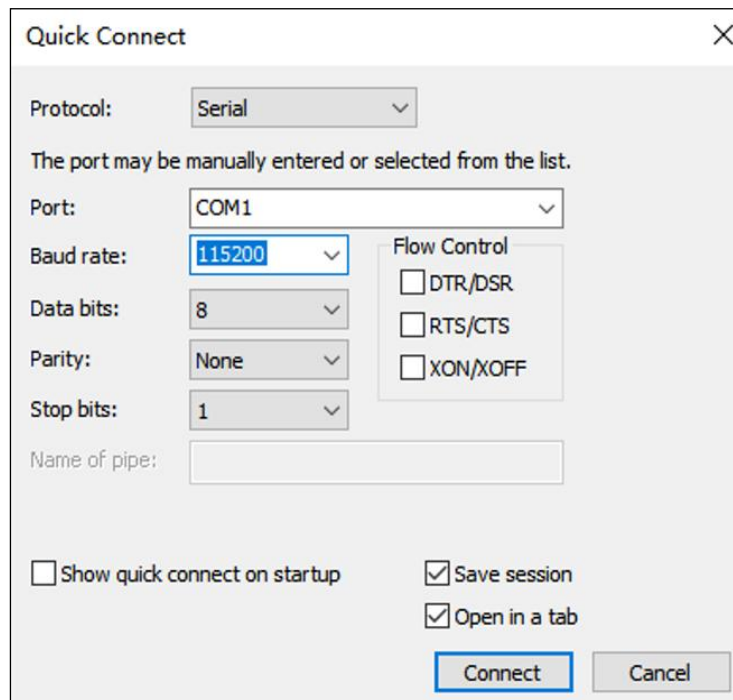 Quick Connect
Protocol: Serial
The port may be manually entered or selected from the list.
Port: COM1
Baud rate: 115200
Flow Control
DTR/DSR
Data bits: 8
RTS/CTS
Parity: None
XON/XOFF
Stop bits: 1
Name of pipe:
Show quick connect on startup
Save session
Open in a tab
Connect
Cancel